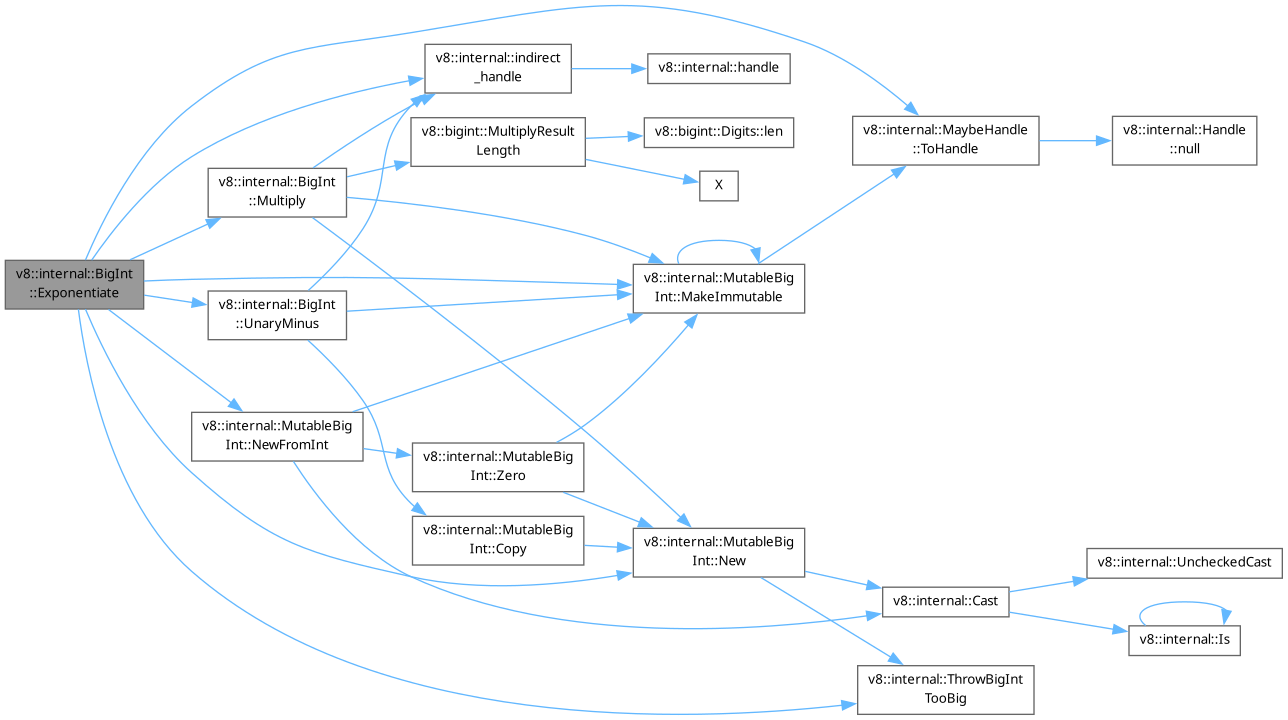 v8::internal::BigInt
::Exponentiate
v8::internal::indirect
_handle
v8::internal::handle
v8::bigint::MultiplyResult
Length
v8::bigint::Digits::len
X
v8::internal::MaybeHandle
::ToHandle
v8::internal::Handle
::null
v8::internal::BigInt
::Multiply
v8::internal::MutableBig
Int::MakeImmutable
v8::internal::BigInt
::UnaryMinus
v8::internal::MutableBig
Int::NewFromInt
v8::internal::MutableBig
Int::Zero
v8::internal::MutableBig
Int::Copy
v8::internal::MutableBig
Int::New
v8::internal::Cast
v8::internal::UncheckedCast
v8::internal::Is
v8::internal::ThrowBigInt
TooBig